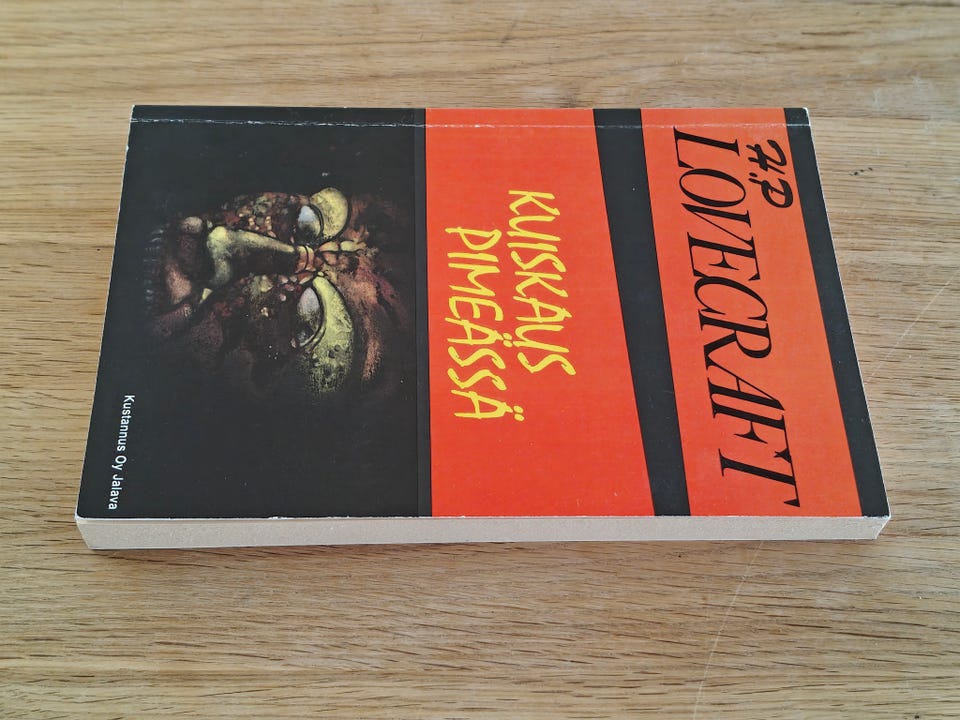 H.P
LOVECRAFT
KUISKAUS
PIMEÄSSÄ
Kustannus Oy Jalava